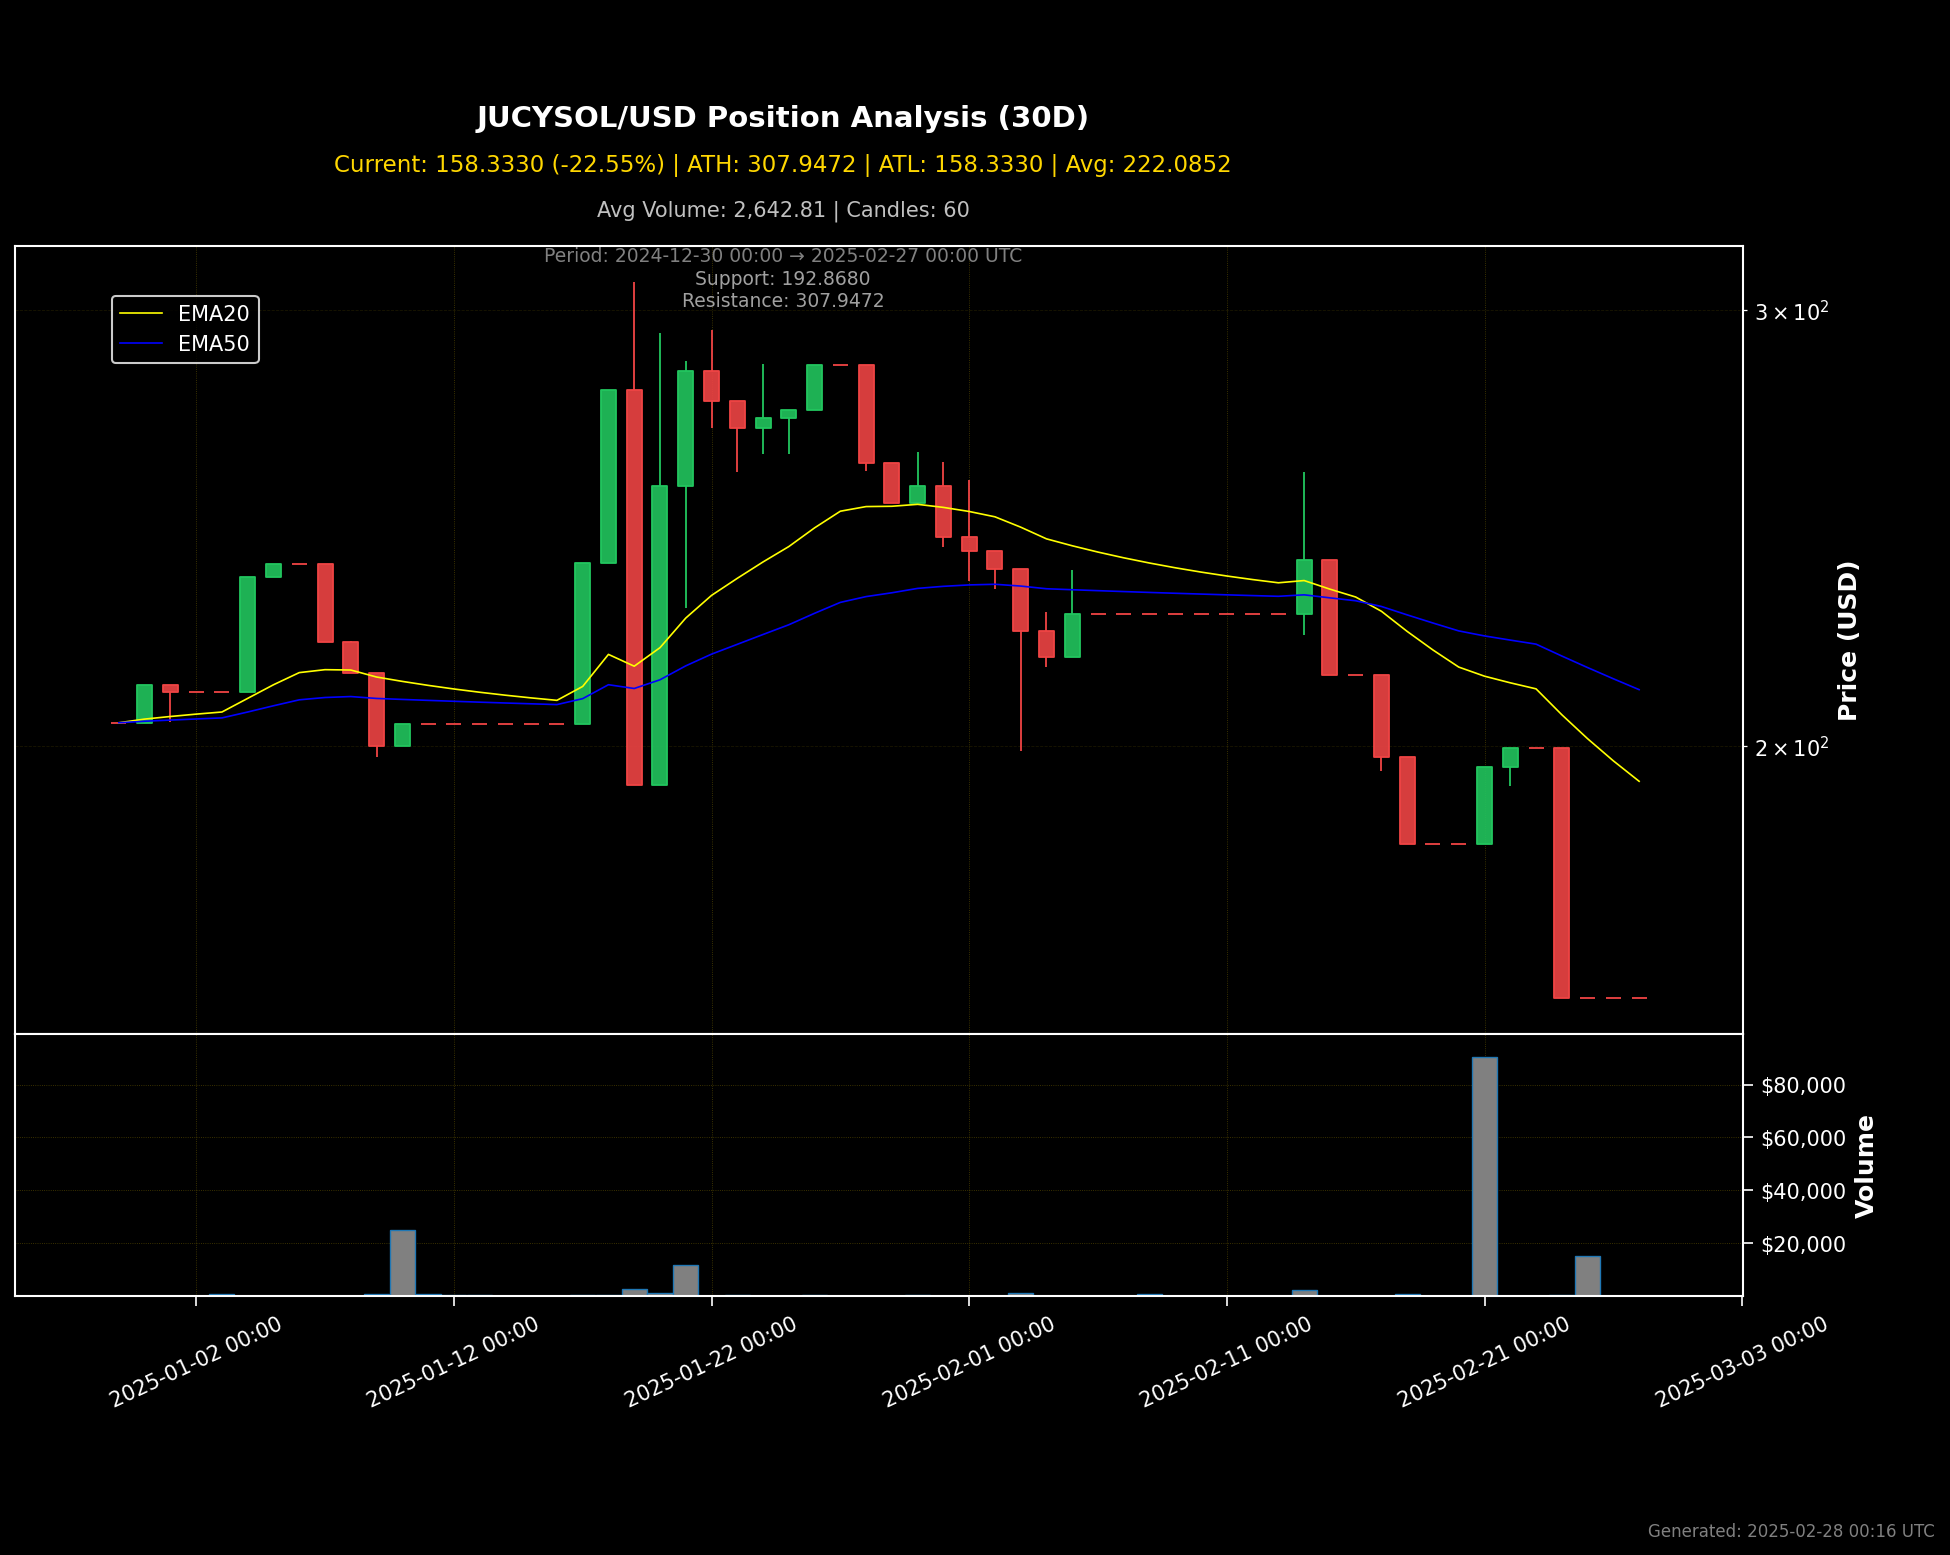 JUCYSOL/USD Position Analysis (30D)
Current: 158.3330 (-22.55%) | ATH: 307.9472 | ATL: 158.3330 | Avg: 222.0852
Avg Volume: 2,642.81 | Candles: 60
Period: 2024-12-30 00:00 → 2025-02-27 00:00 UTC
Support: 192.8680
Resistance: 307.9472
EMA20
EMA50
3 × 10²
2 × 10²
Price (USD)
$80,000
$60,000
$40,000
$20,000
Volume
2025-01-02 00:00
2025-01-12 00:00
2025-01-22 00:00
2025-02-01 00:00
2025-02-11 00:00
2025-02-21 00:00
2025-03-03 00:00
Generated: 2025-02-28 00:16 UTC